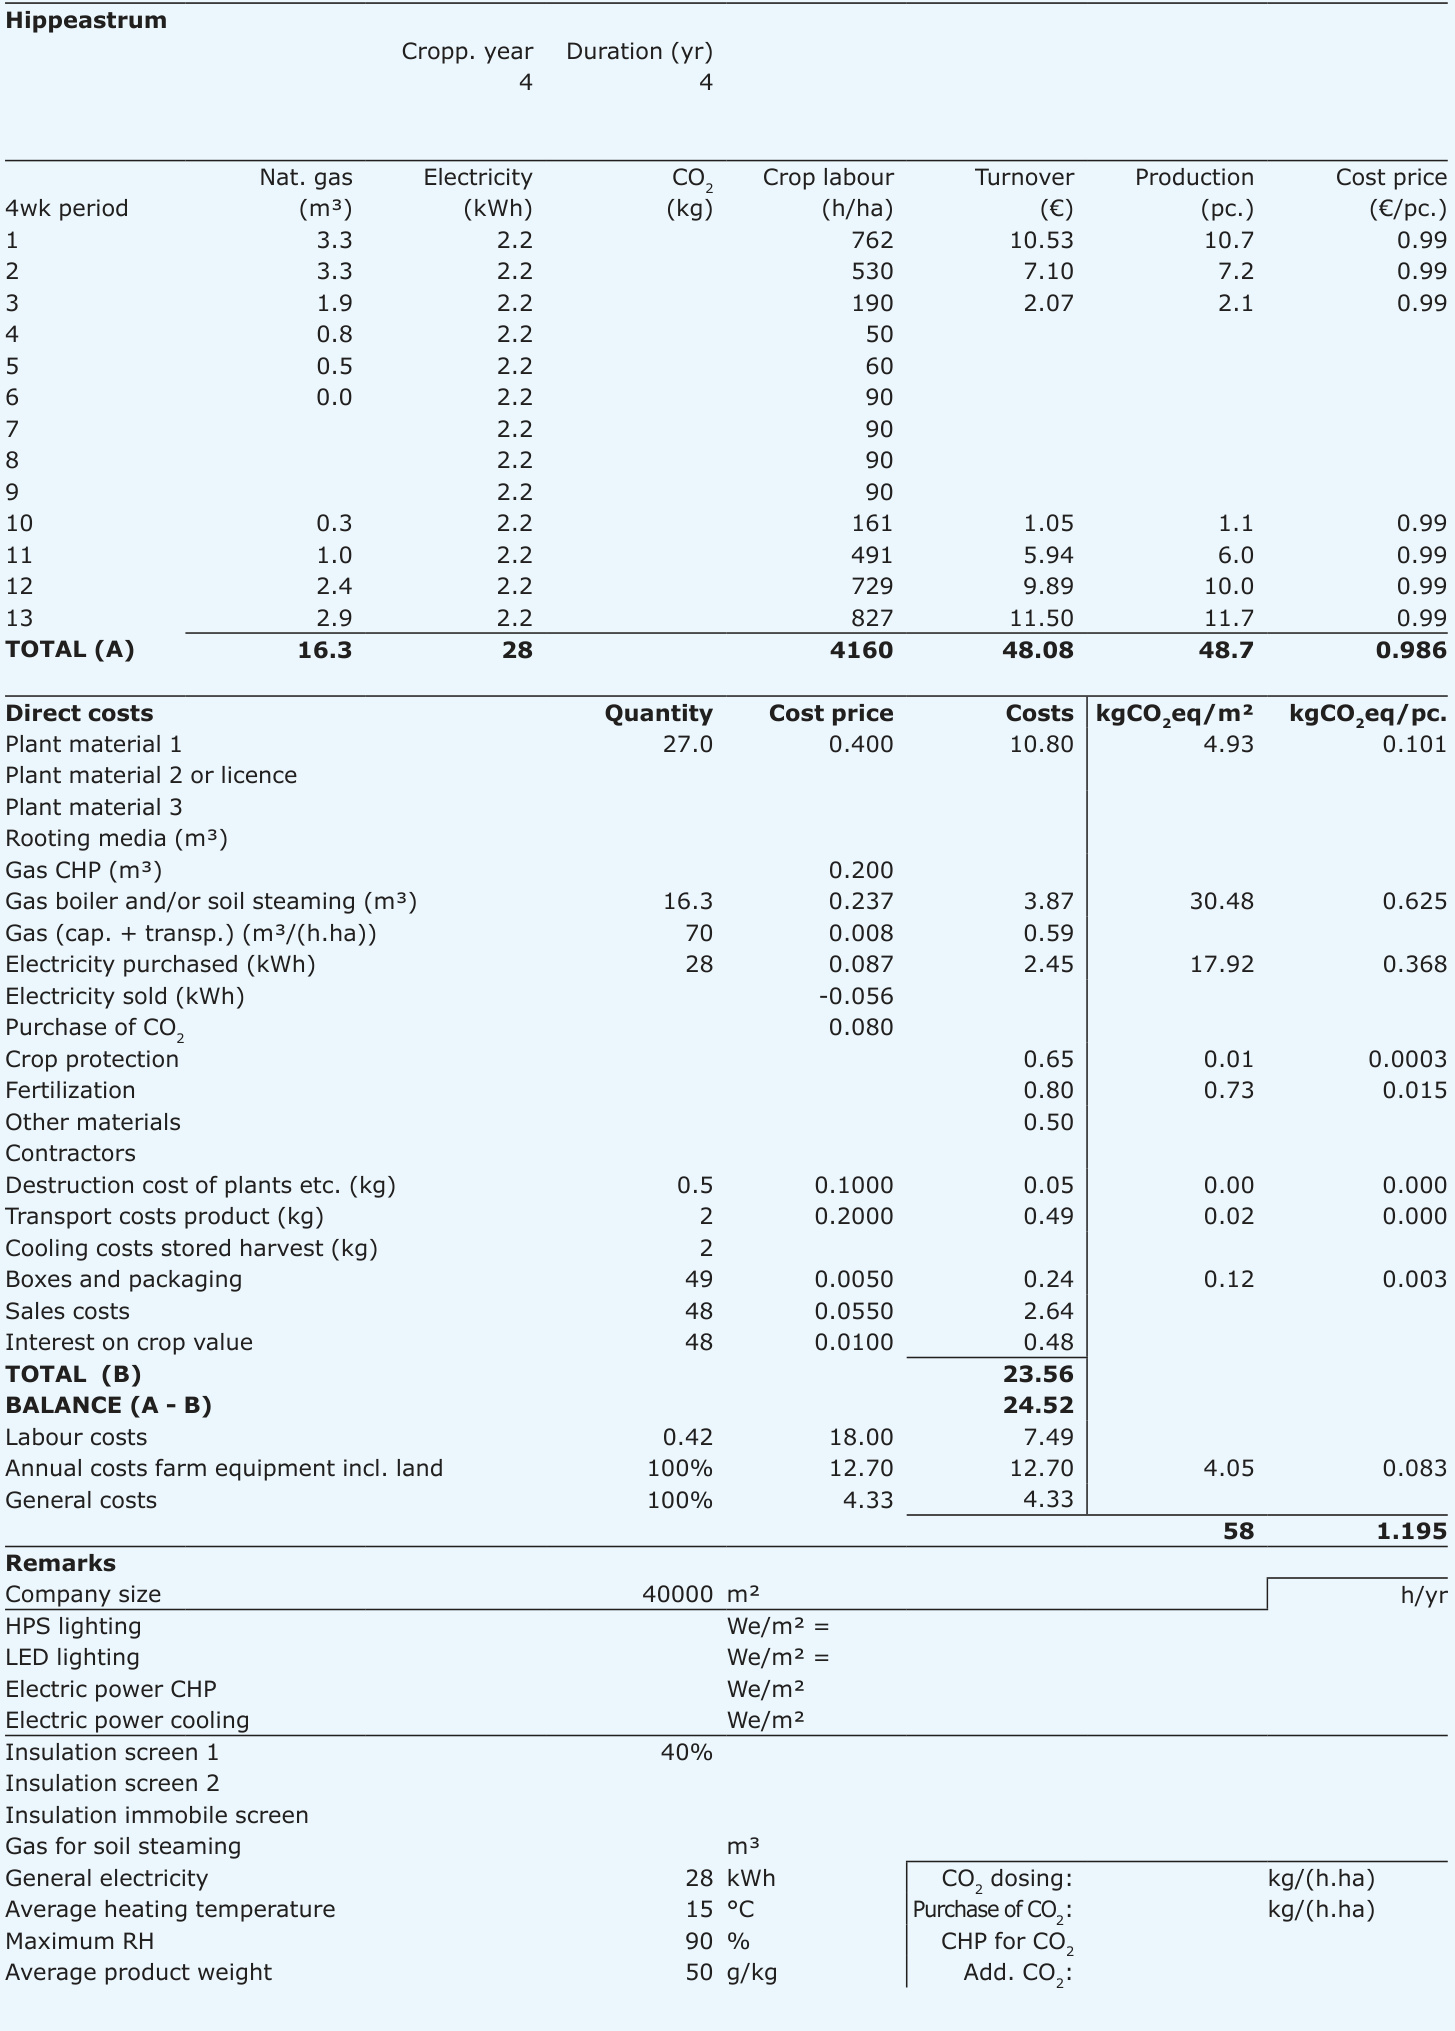 Hippeastrum
Cropp. year Duration (yr)
4 4
Nat. gas Electricity CO₂ Crop labour Turnover Production Cost price
4wk period (m³) (kWh) (kg) (h/ha) (€) (pc.) (€/pc.)
1 3.3 2.2 762 10.53 10.7 0.99
2 3.3 2.2 530 7.10 7.2 0.99
3 1.9 2.2 190 2.07 2.1 0.99
4 0.8 2.2 50
5 0.5 2.2 60
6 0.0 2.2 90
7 2.2 90
8 2.2 90
9 2.2 90
10 0.3 2.2 161 1.05 1.1 0.99
11 1.0 2.2 491 5.94 6.0 0.99
12 2.4 2.2 729 9.89 10.0 0.99
13 2.9 2.2 827 11.50 11.7 0.99
TOTAL (A) 16.3 28 4160 48.08 48.7 0.986
Direct costs Quantity Cost price Costs kgCO₂eq/m² kgCO₂eq/pc.
Plant material 1 27.0 0.400 10.80 4.93 0.101
Plant material 2 or licence
Plant material 3
Rooting media (m³)
Gas CHP (m³) 0.200
Gas boiler and/or soil steaming (m³) 16.3 0.237 3.87 30.48 0.625
Gas (cap. + transp.) (m³/(h.ha)) 70 0.008 0.59
Electricity purchased (kWh) 28 0.087 2.45 17.92 0.368
Electricity sold (kWh) -0.056
Purchase of CO₂ 0.080
Crop protection 0.65 0.01 0.0003
Fertilization 0.80 0.73 0.015
Other materials 0.50
Contractors
Destruction cost of plants etc. (kg) 0.5 0.1000 0.05 0.00 0.000
Transport costs product (kg) 2 0.2000 0.49 0.02 0.000
Cooling costs stored harvest (kg) 2
Boxes and packaging 49 0.0050 0.24 0.12 0.003
Sales costs 48 0.0550 2.64
Interest on crop value 48 0.0100 0.48
TOTAL (B) 23.56
BALANCE (A - B) 24.52
Labour costs 0.42 18.00 7.49
Annual costs farm equipment incl. land 100% 12.70 12.70 4.05 0.083
General costs 100% 4.33 4.33
58 1.195
Remarks
Company size 40000 m² h/yr
HPS lighting We/m² =
LED lighting We/m² =
Electric power CHP We/m²
Electric power cooling We/m²
Insulation screen 1 40%
Insulation screen 2
Insulation immobile screen
Gas for soil steaming m³
General electricity 28 kWh CO₂ dosing: kg/(h.ha)
Average heating temperature 15 °C Purchase of CO₂: kg/(h.ha)
Maximum RH 90 % CHP for CO₂
Average product weight 50 g/kg Add. CO₂: